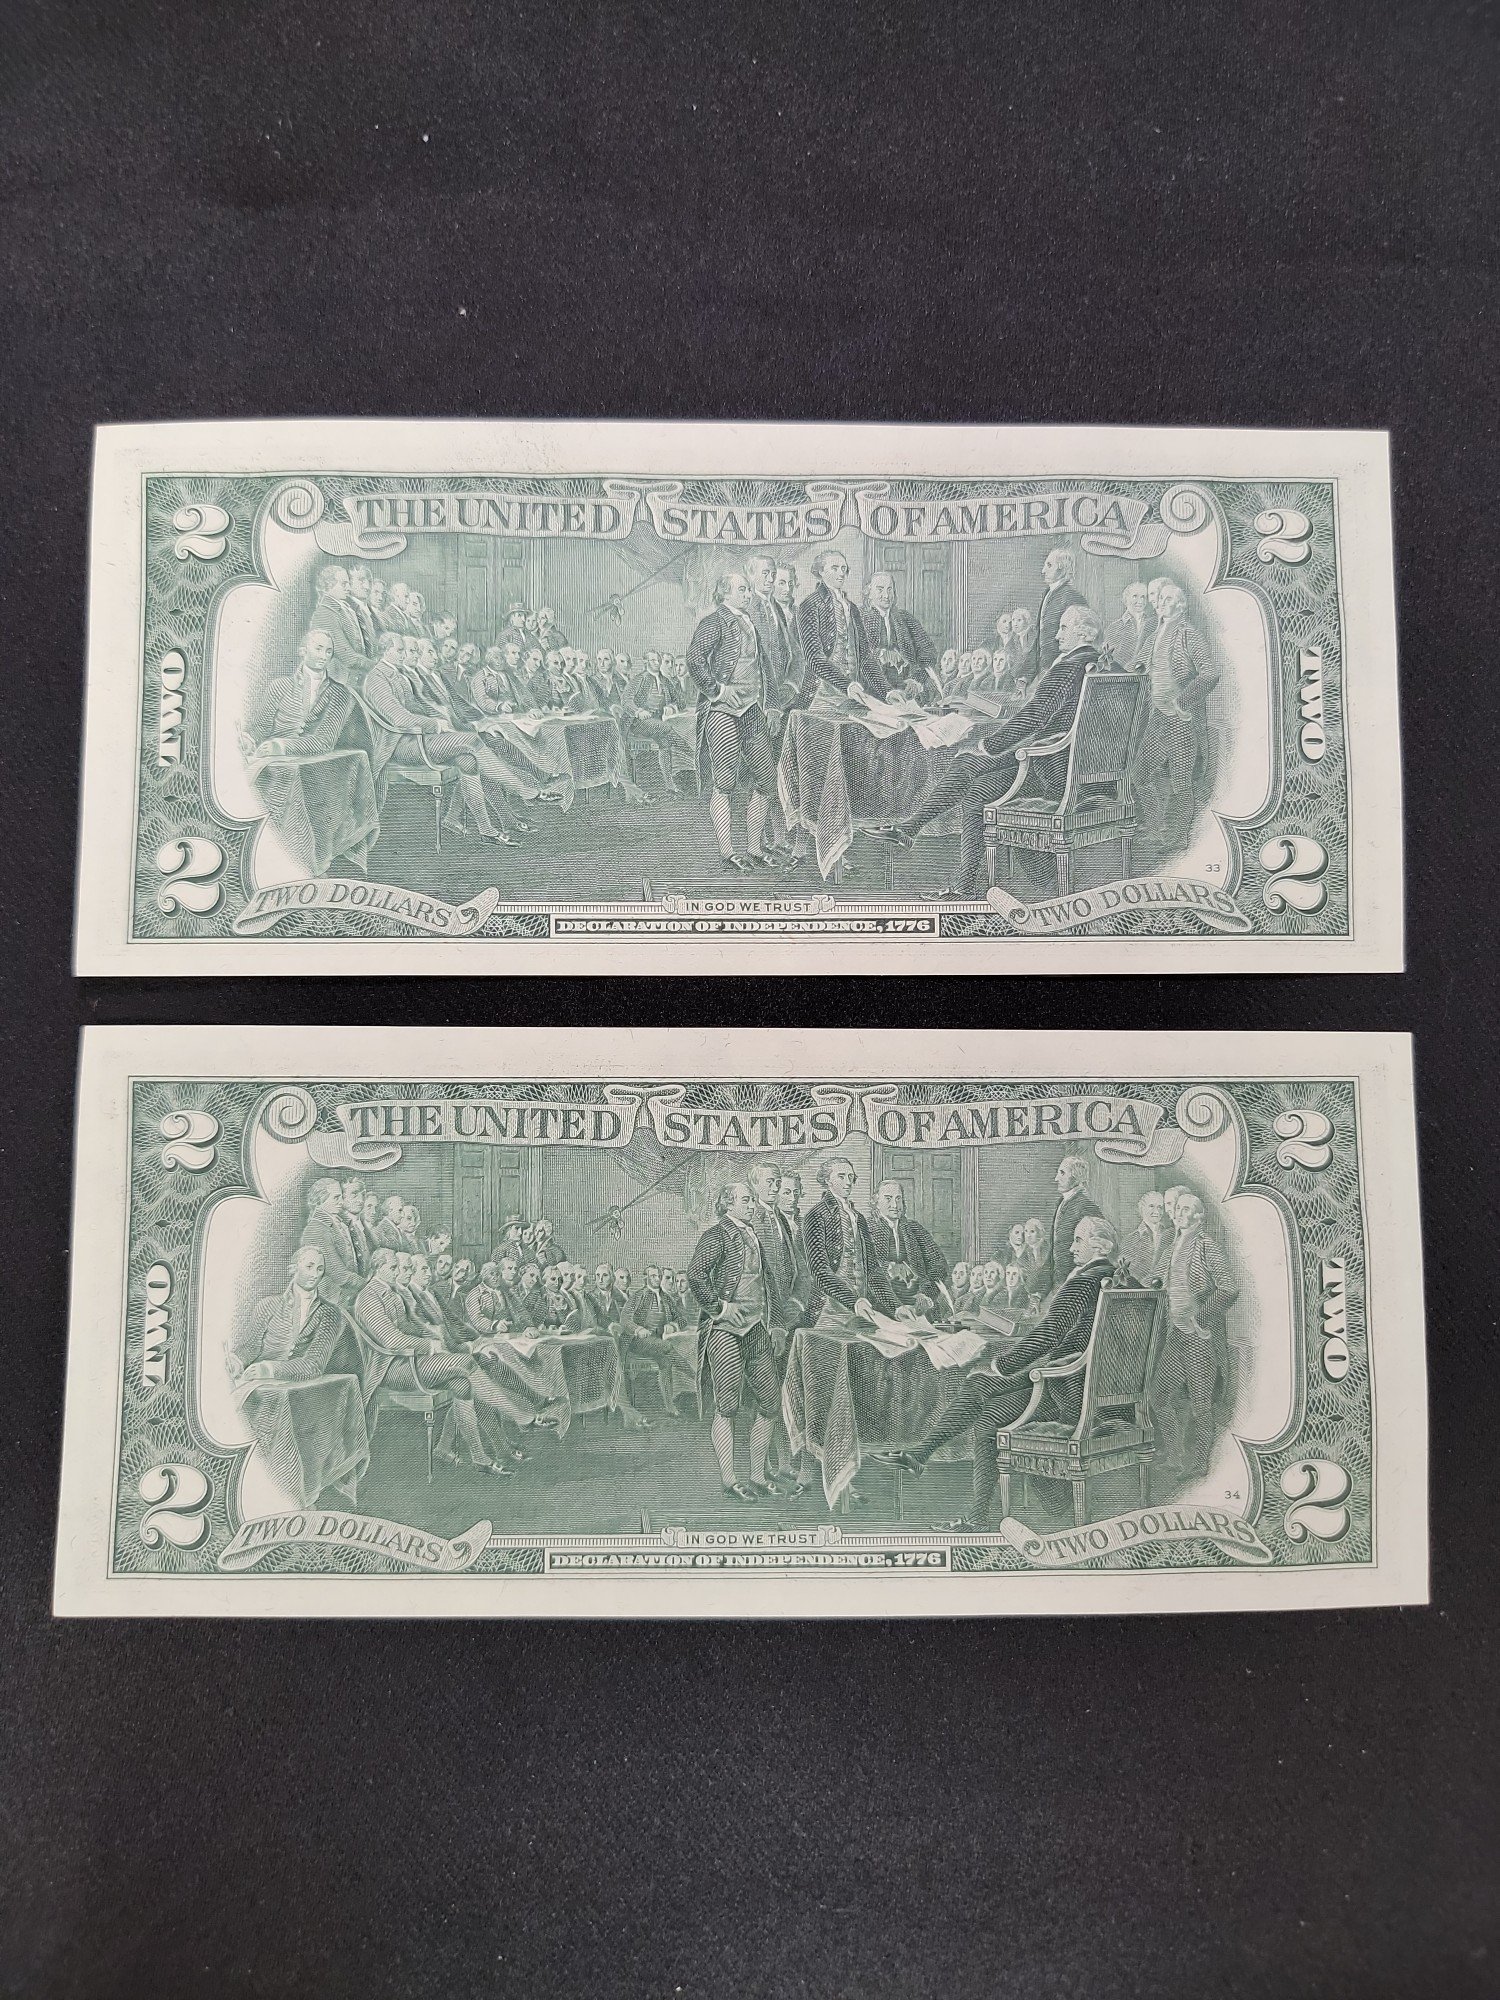 THE UNITED STATES OF AMERICA
2 2
TWO TWO
33
2 2
TWO DOLLARS IN GOD WE TRUST TWO DOLLARS
DECLARATION OF INDEPENDENCE, 1776
THE UNITED STATES OF AMERICA
2 2
TWO TWO
34
2 2
TWO DOLLARS IN GOD WE TRUST TWO DOLLARS
DECLARATION OF INDEPENDENCE, 1776